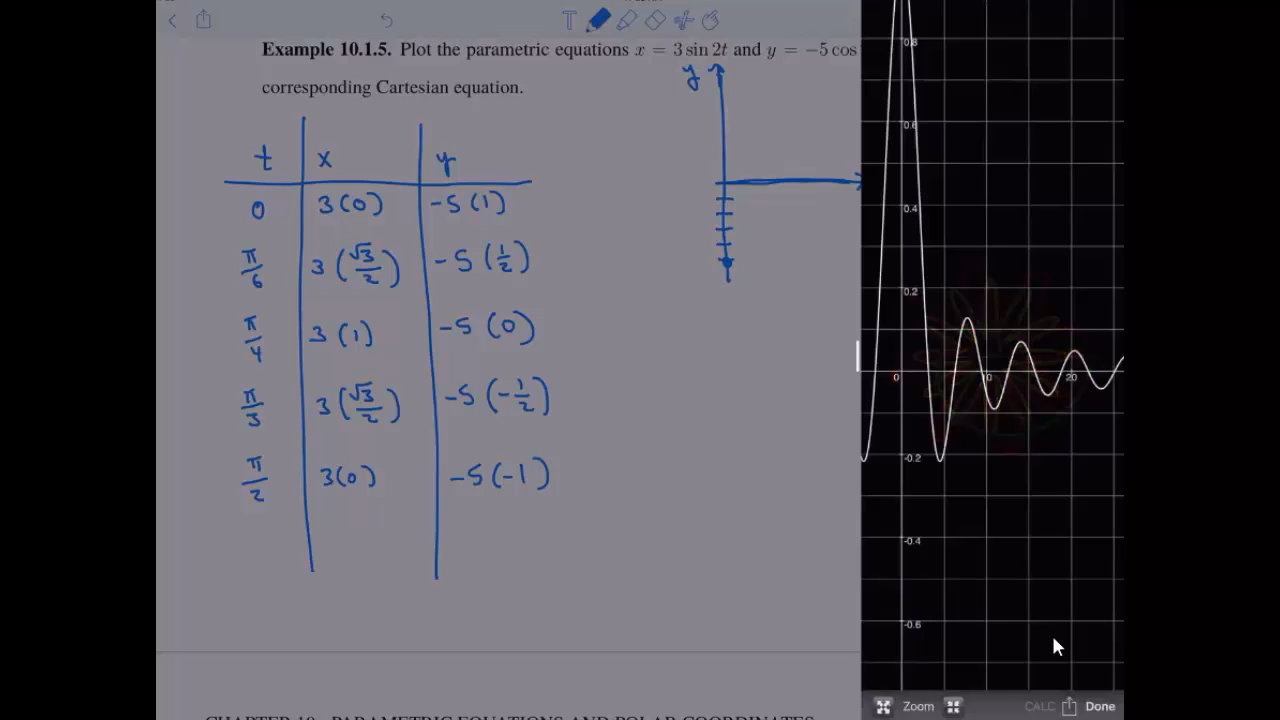 T
Example 10.1.5. Plot the parametric equations x = 3 sin 2t and y = −5 cos
corresponding Cartesian equation.
y
t x y
0 3(0) -5(1)
π/6 3(√3/2) -5(1/2)
π/4 3(1) -5(0)
π/3 3(√3/2) -5(-1/2)
π/2 3(0) -5(-1)
0.8
0.6
0.4
0.2
0 10 20
-0.2
-0.4
-0.6
Zoom CALC Done